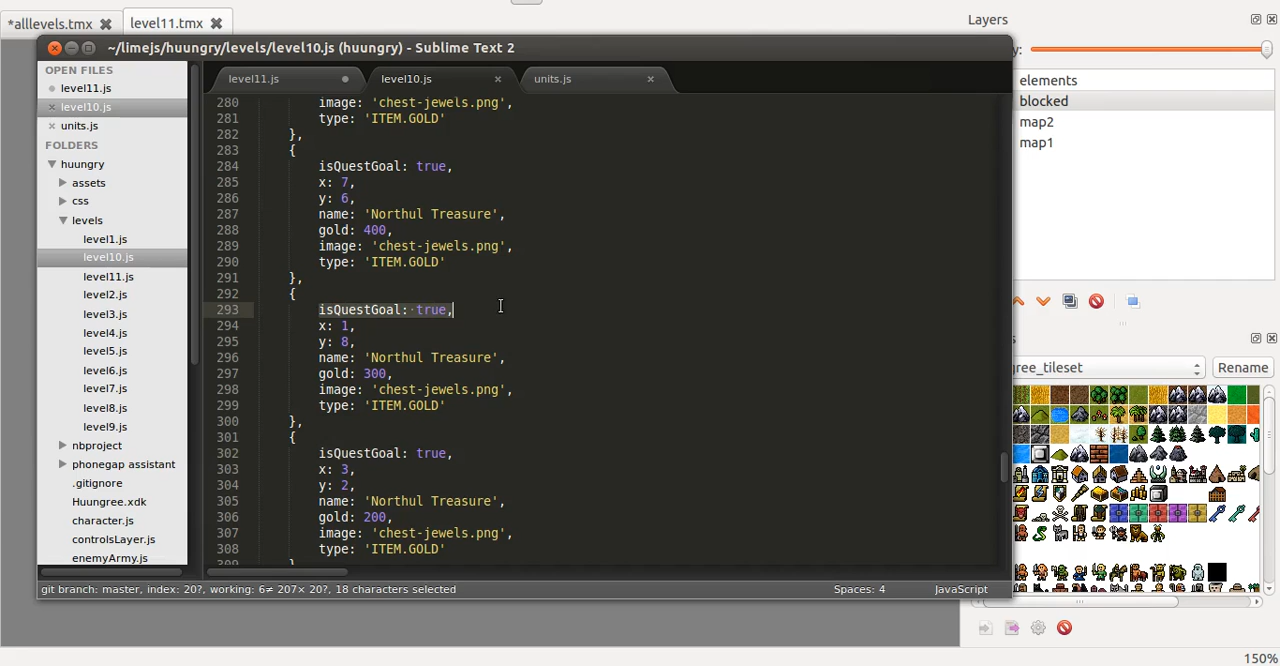 *alllevels.tmx
level11.tmx
Layers
~/limejs/huungry/levels/level10.js (huungry) - Sublime Text 2
y:
elements
blocked
map2
map1
OPEN FILES
level11.js
level10.js
units.js
FOLDERS
huungry
assets
css
levels
level1.js
level10.js
level11.js
level2.js
level3.js
level4.js
level5.js
level6.js
level7.js
level8.js
level9.js
nbproject
phonegap assistant
.gitignore
Huungree.xdk
character.js
controlsLayer.js
enemyArmy.js
level11.js
level10.js
units.js
280 image: 'chest-jewels.png',
281 type: 'ITEM.GOLD'
282 },
283 {
284 isQuestGoal: true,
285 x: 7,
286 y: 6,
287 name: 'Northul Treasure',
288 gold: 400,
289 image: 'chest-jewels.png',
290 type: 'ITEM.GOLD'
291 },
292 {
293 isQuestGoal: true,
294 x: 1,
295 y: 8,
296 name: 'Northul Treasure',
297 gold: 300,
298 image: 'chest-jewels.png',
299 type: 'ITEM.GOLD'
300 },
301 {
302 isQuestGoal: true,
303 x: 3,
304 y: 2,
305 name: 'Northul Treasure',
306 gold: 200,
307 image: 'chest-jewels.png',
308 type: 'ITEM.GOLD'
git branch: master, index: 20?, working: 6≠ 207× 20?, 18 characters selected
Spaces: 4
JavaScript
s
gree_tileset
Rename
150%